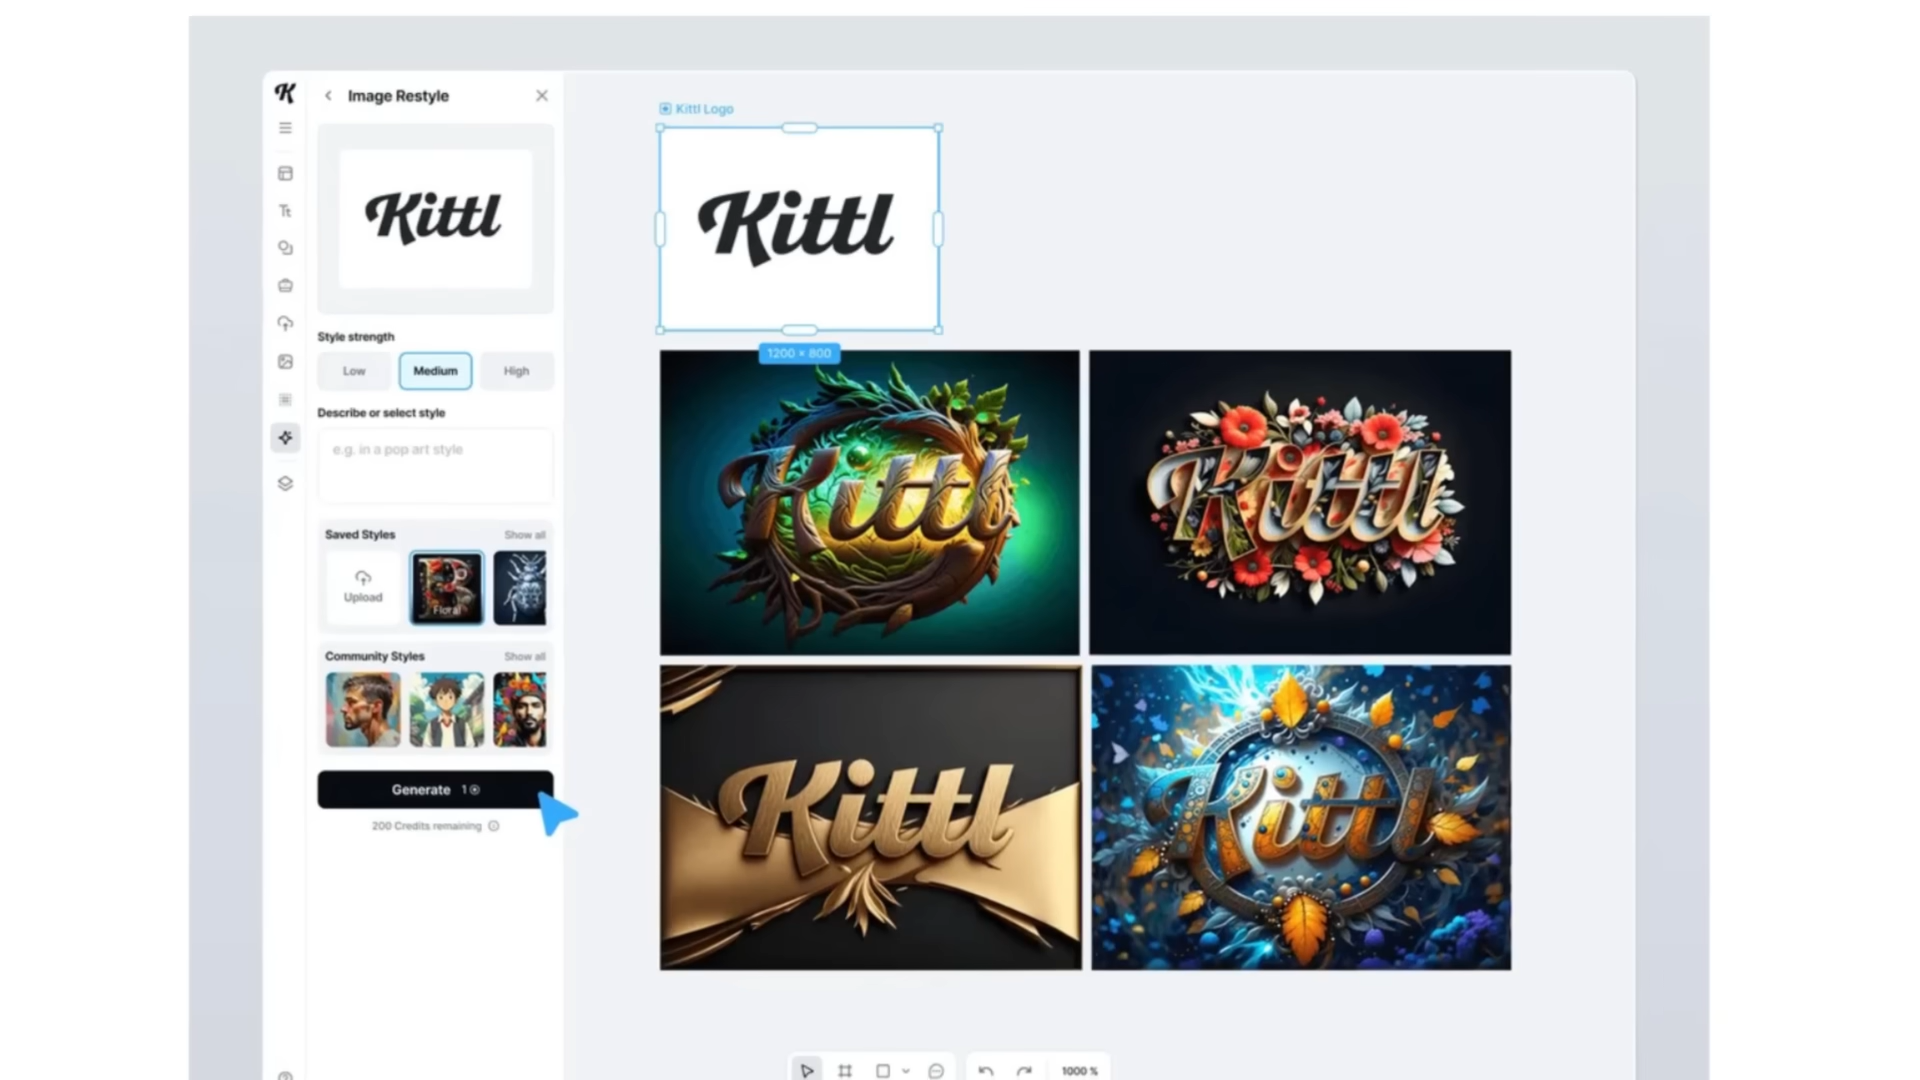 K
Image Restyle
Kittl
Style strength
Low Medium High
Describe or select style
e.g. in a pop art style
Saved Styles Show all
Upload
B
Floral
Community Styles Show all
Generate 1
200 Credits remaining
Tt
Kittl Logo
Kittl
1200 × 800
Kittl
Kittl
Kittl
Kittl
1000 %